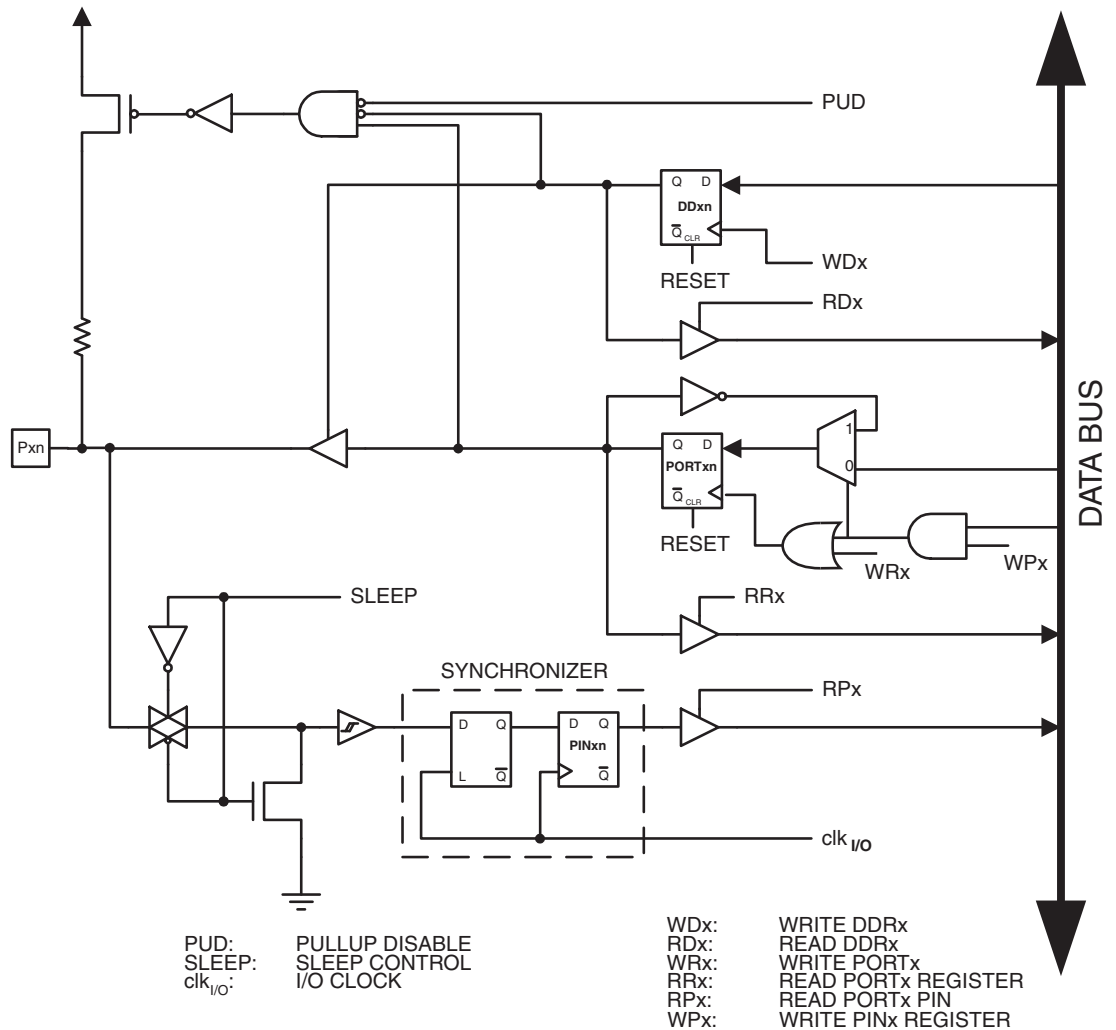 PUD
Q D
DDxn
Q CLR
WDx
RESET
RDx
Pxn
1
Q D
PORTxn
0
Q CLR
RESET
WRx
WPx
DATA BUS
SLEEP
RRx
SYNCHRONIZER
RPx
D Q
D Q
PINxn
L Q
Q
clk I/O
PUD: PULLUP DISABLE
SLEEP: SLEEP CONTROL
clkI/O: I/O CLOCK
WDx: WRITE DDRx
RDx: READ DDRx
WRx: WRITE PORTx
RRx: READ PORTx REGISTER
RPx: READ PORTx PIN
WPx: WRITE PINx REGISTER